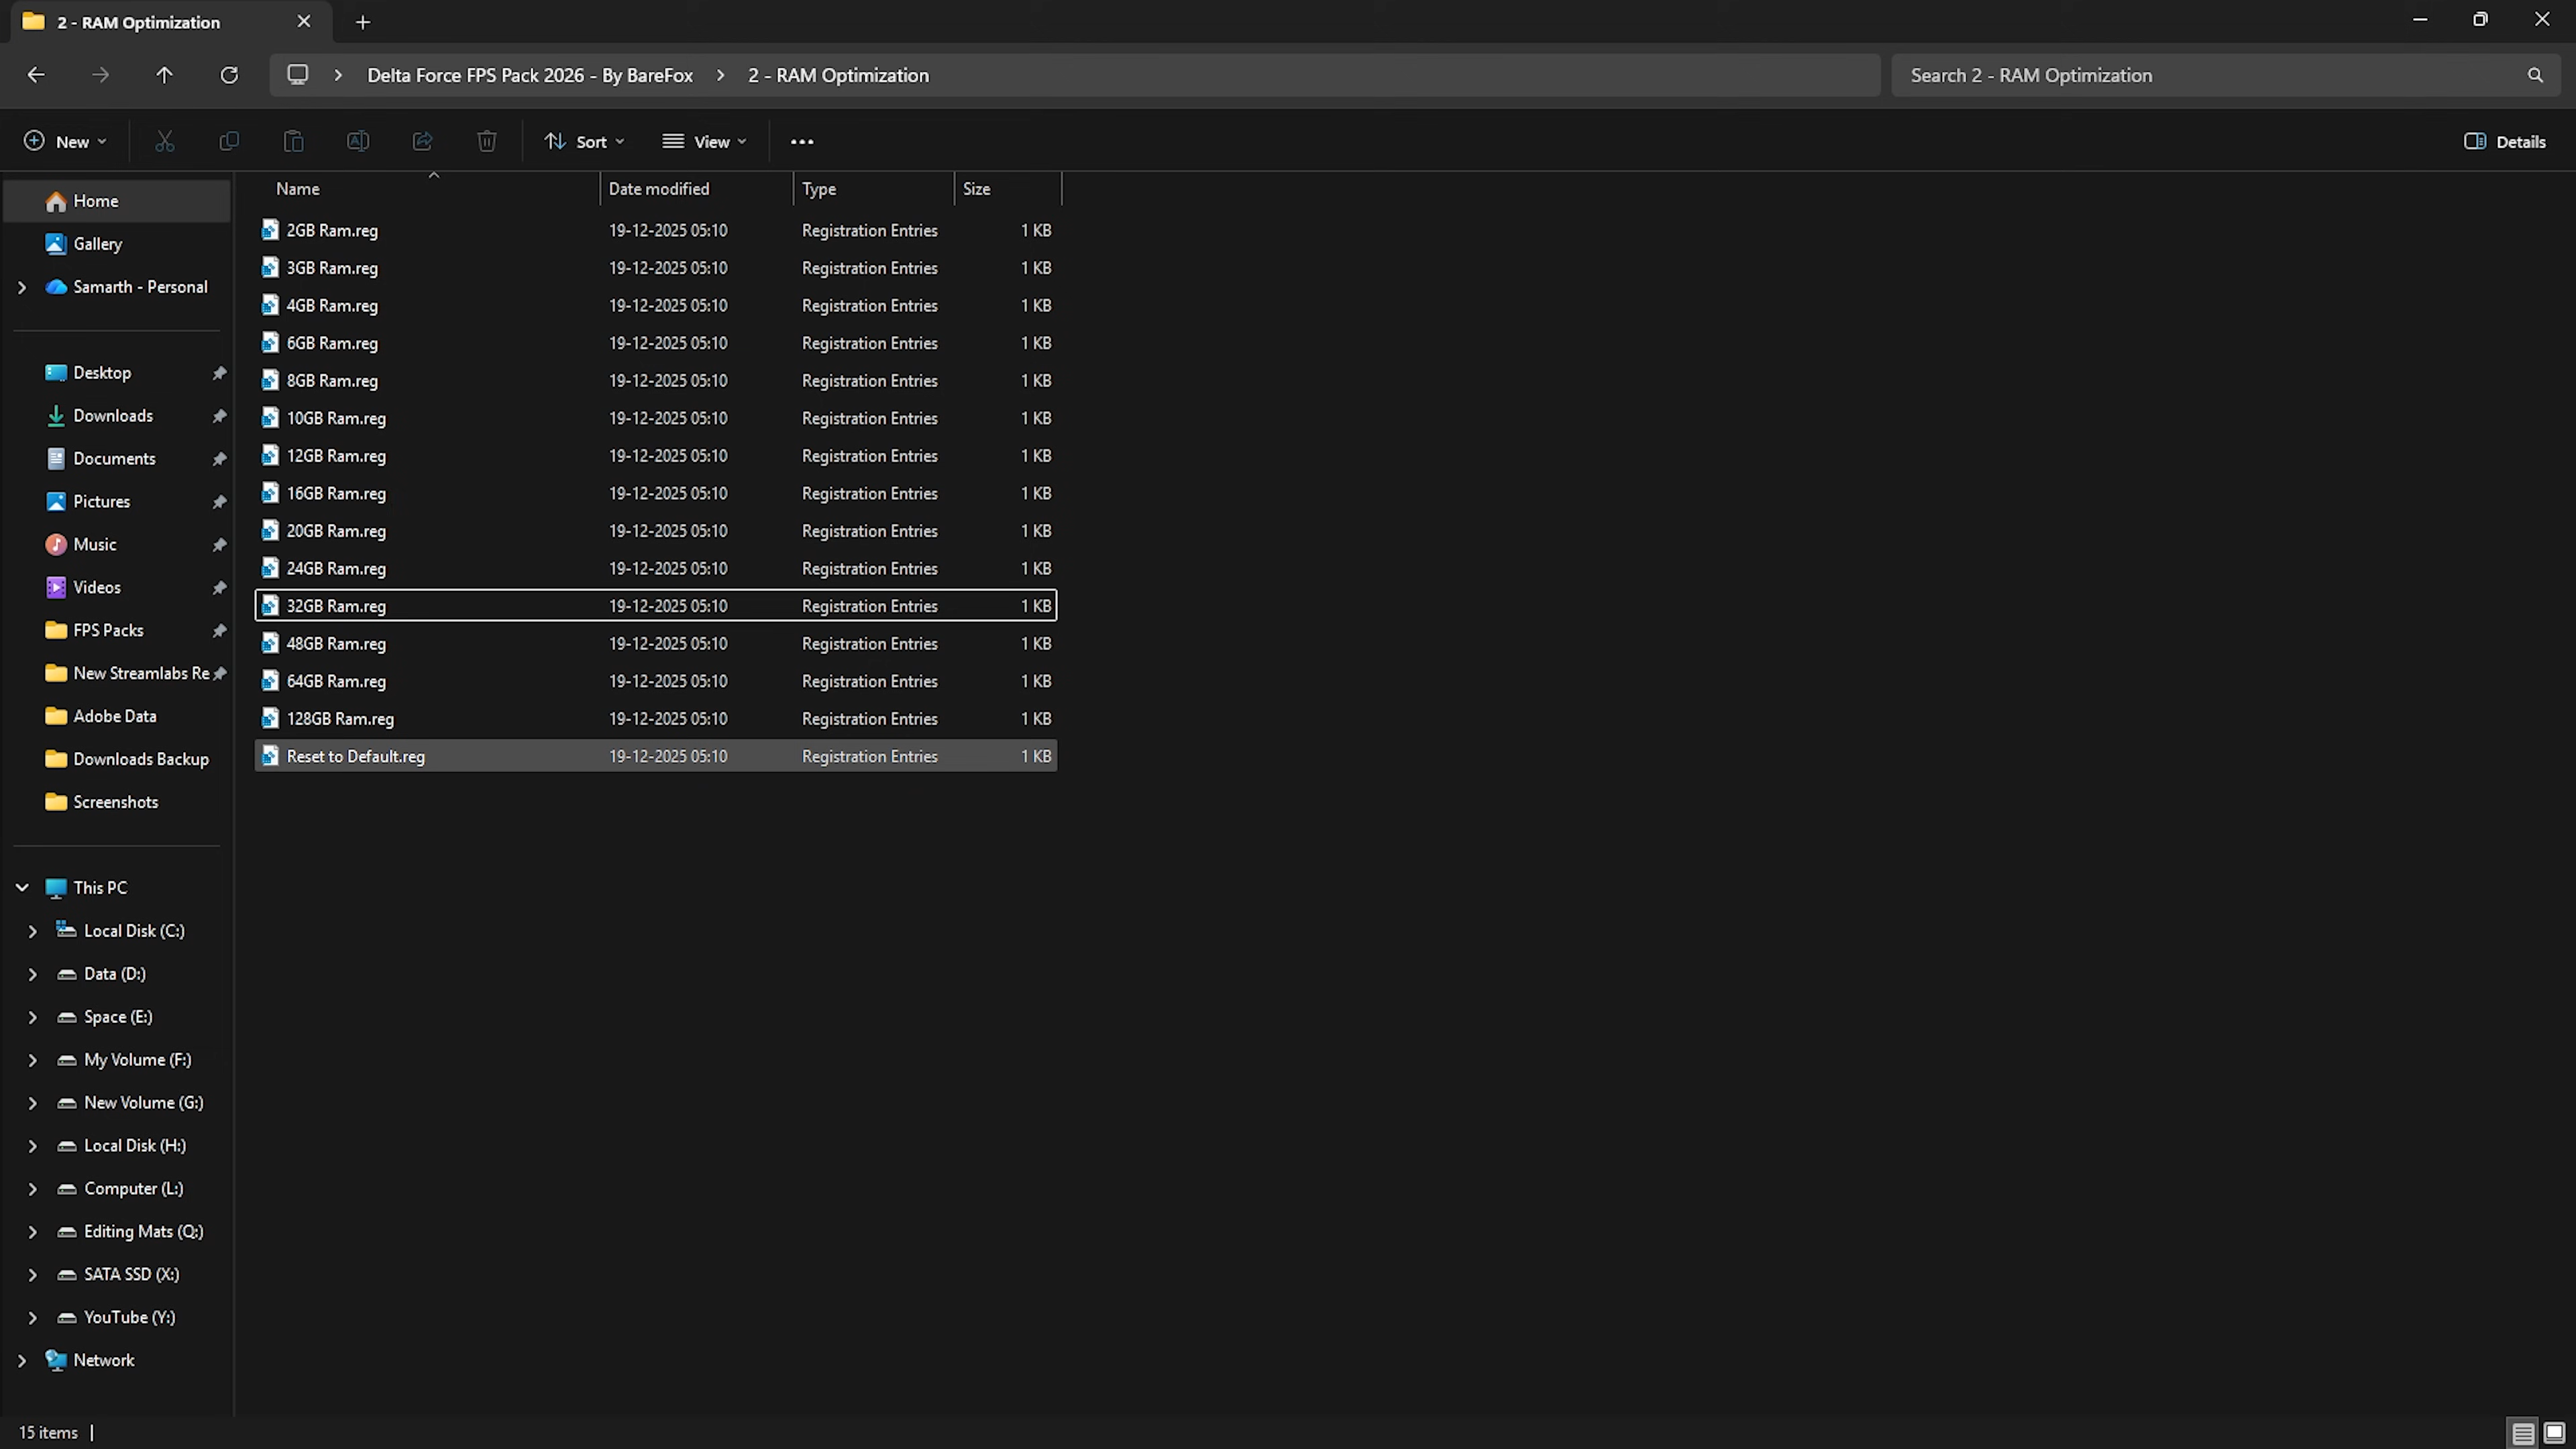 2 - RAM Optimization
Delta Force FPS Pack 2026 - By BareFox > 2 - RAM Optimization
Search 2 - RAM Optimization
New Sort View Details
Name Date modified Type Size
2GB Ram.reg 19-12-2025 05:10 Registration Entries 1 KB
3GB Ram.reg 19-12-2025 05:10 Registration Entries 1 KB
4GB Ram.reg 19-12-2025 05:10 Registration Entries 1 KB
6GB Ram.reg 19-12-2025 05:10 Registration Entries 1 KB
8GB Ram.reg 19-12-2025 05:10 Registration Entries 1 KB
10GB Ram.reg 19-12-2025 05:10 Registration Entries 1 KB
12GB Ram.reg 19-12-2025 05:10 Registration Entries 1 KB
16GB Ram.reg 19-12-2025 05:10 Registration Entries 1 KB
20GB Ram.reg 19-12-2025 05:10 Registration Entries 1 KB
24GB Ram.reg 19-12-2025 05:10 Registration Entries 1 KB
32GB Ram.reg 19-12-2025 05:10 Registration Entries 1 KB
48GB Ram.reg 19-12-2025 05:10 Registration Entries 1 KB
64GB Ram.reg 19-12-2025 05:10 Registration Entries 1 KB
128GB Ram.reg 19-12-2025 05:10 Registration Entries 1 KB
Reset to Default.reg 19-12-2025 05:10 Registration Entries 1 KB
Home
Gallery
Samarth - Personal
Desktop
Downloads
Documents
Pictures
Music
Videos
FPS Packs
New Streamlabs Re
Adobe Data
Downloads Backup
Screenshots
This PC
Local Disk (C:)
Data (D:)
Space (E:)
My Volume (F:)
New Volume (G:)
Local Disk (H:)
Computer (L:)
Editing Mats (Q:)
SATA SSD (X:)
YouTube (Y:)
Network
15 items